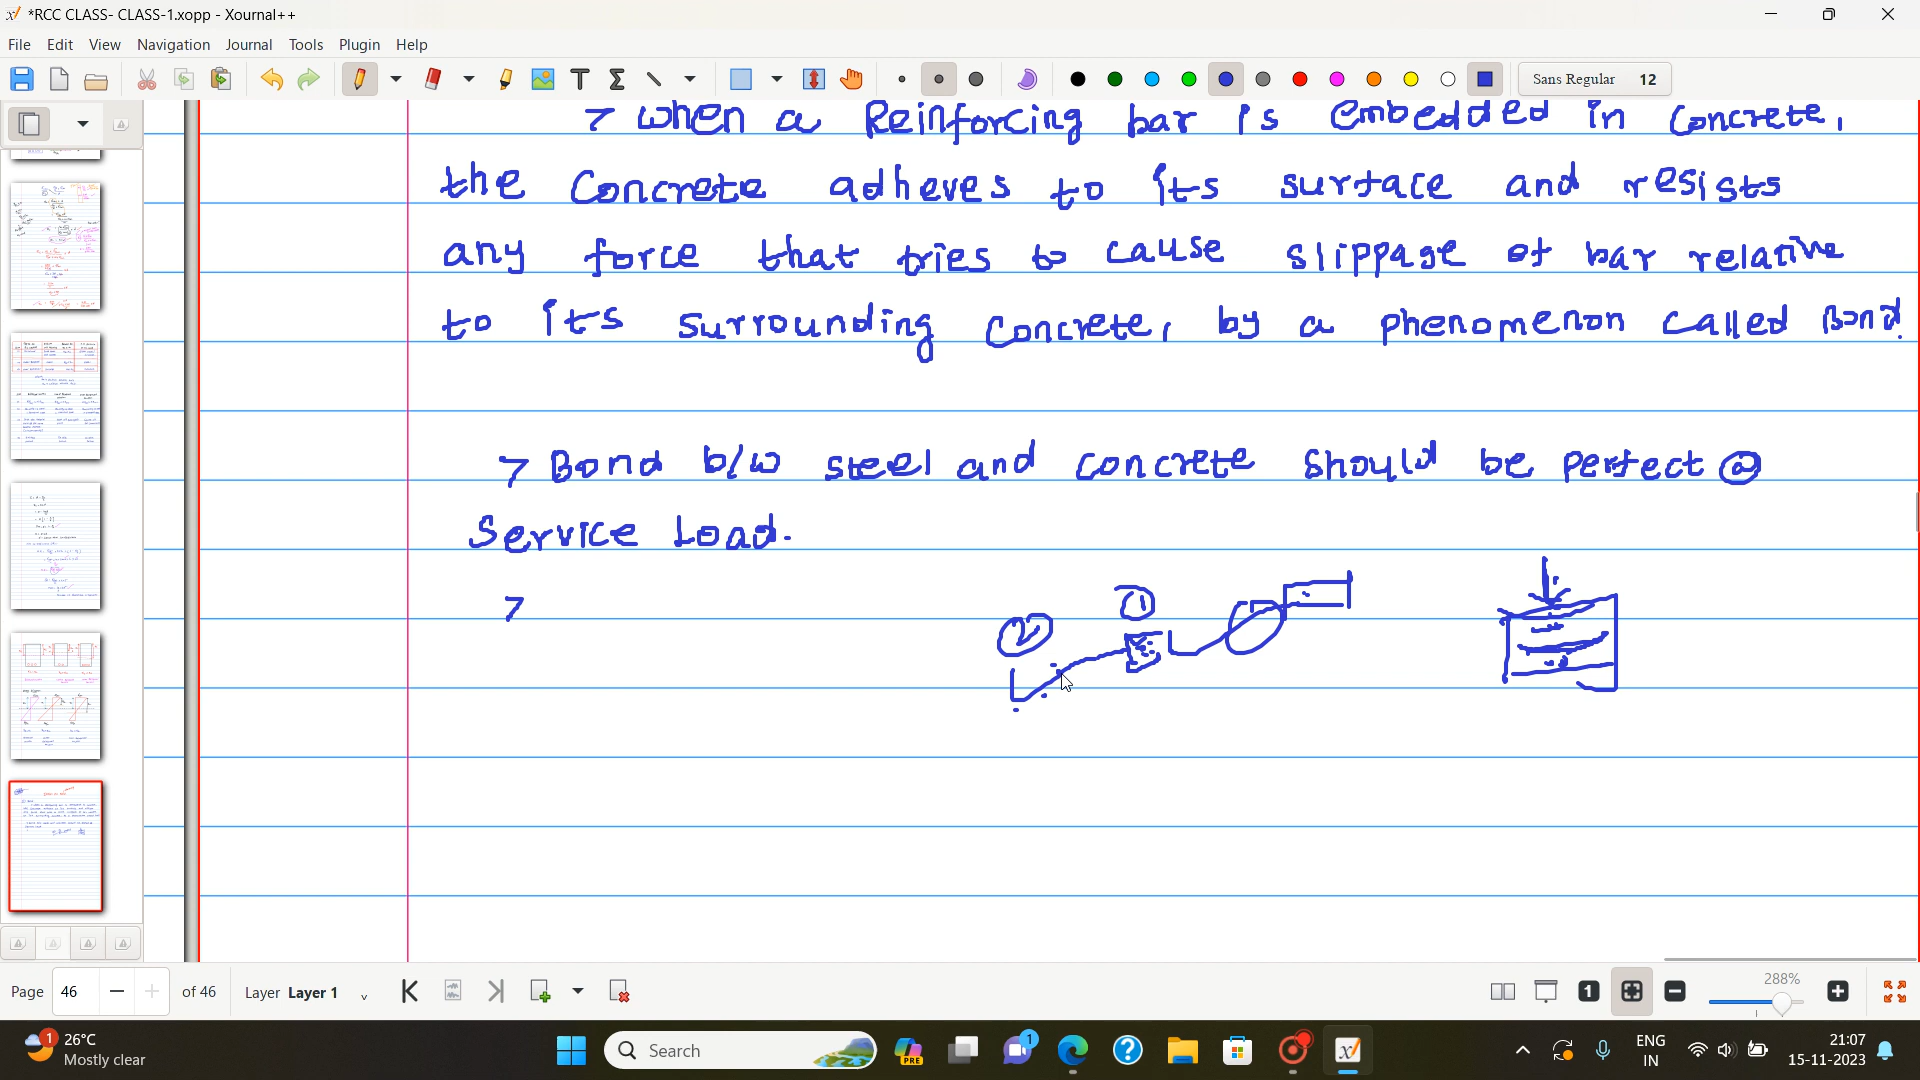 *RCC CLASS- CLASS-1.xopp - Xournal++
File Edit View Navigation Journal Tools Plugin Help
Sans Regular 12
> when a Reinforcing bar is embedded in concrete,
the concrete adheres to its surface and resists
any force that tries to cause slippage of bar relative
to its surrounding concrete, by a phenomenon called Bond.
> Bond b/w steel and concrete should be perfect @
Service Load.
>
① 
②
Page 46 of 46 Layer Layer 1 288%
26°C
Mostly clear
Search
PRE
ENG
IN
21:07
15-11-2023